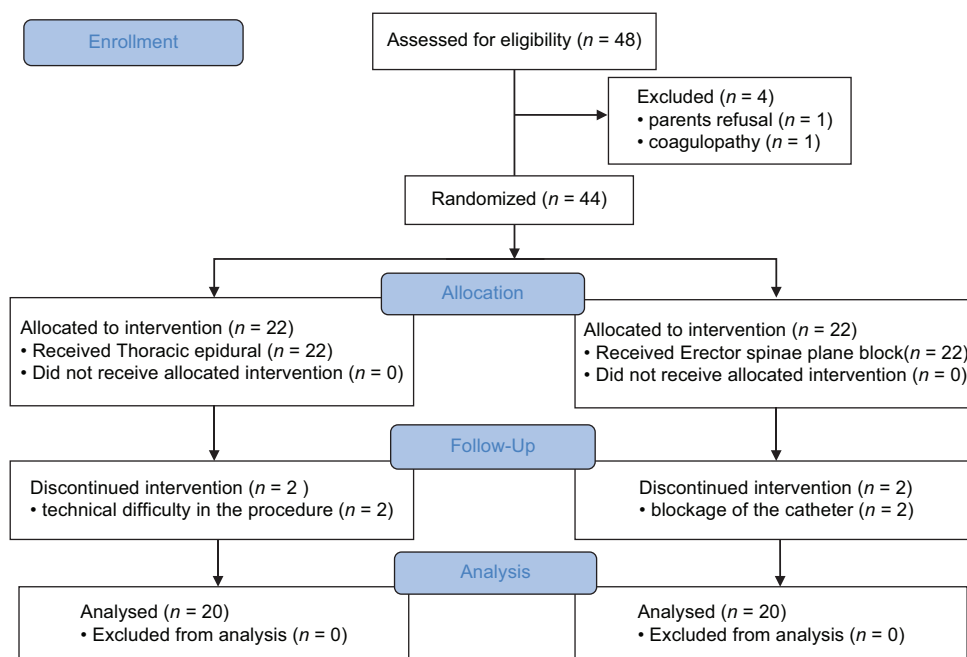 Enrollment
Assessed for eligibility (n = 48)
Excluded (n = 4)
• parents refusal (n = 1)
• coagulopathy (n = 1)
Randomized (n = 44)
Allocation
Allocated to intervention (n = 22)
• Received Thoracic epidural (n = 22)
• Did not receive allocated intervention (n = 0)
Allocated to intervention (n = 22)
• Received Erector spinae plane block(n = 22)
• Did not receive allocated intervention (n = 0)
Follow-Up
Discontinued intervention (n = 2 )
• technical difficulty in the procedure (n = 2)
Discontinued intervention (n = 2)
• blockage of the catheter (n = 2)
Analysis
Analysed (n = 20)
• Excluded from analysis (n = 0)
Analysed (n = 20)
• Excluded from analysis (n = 0)